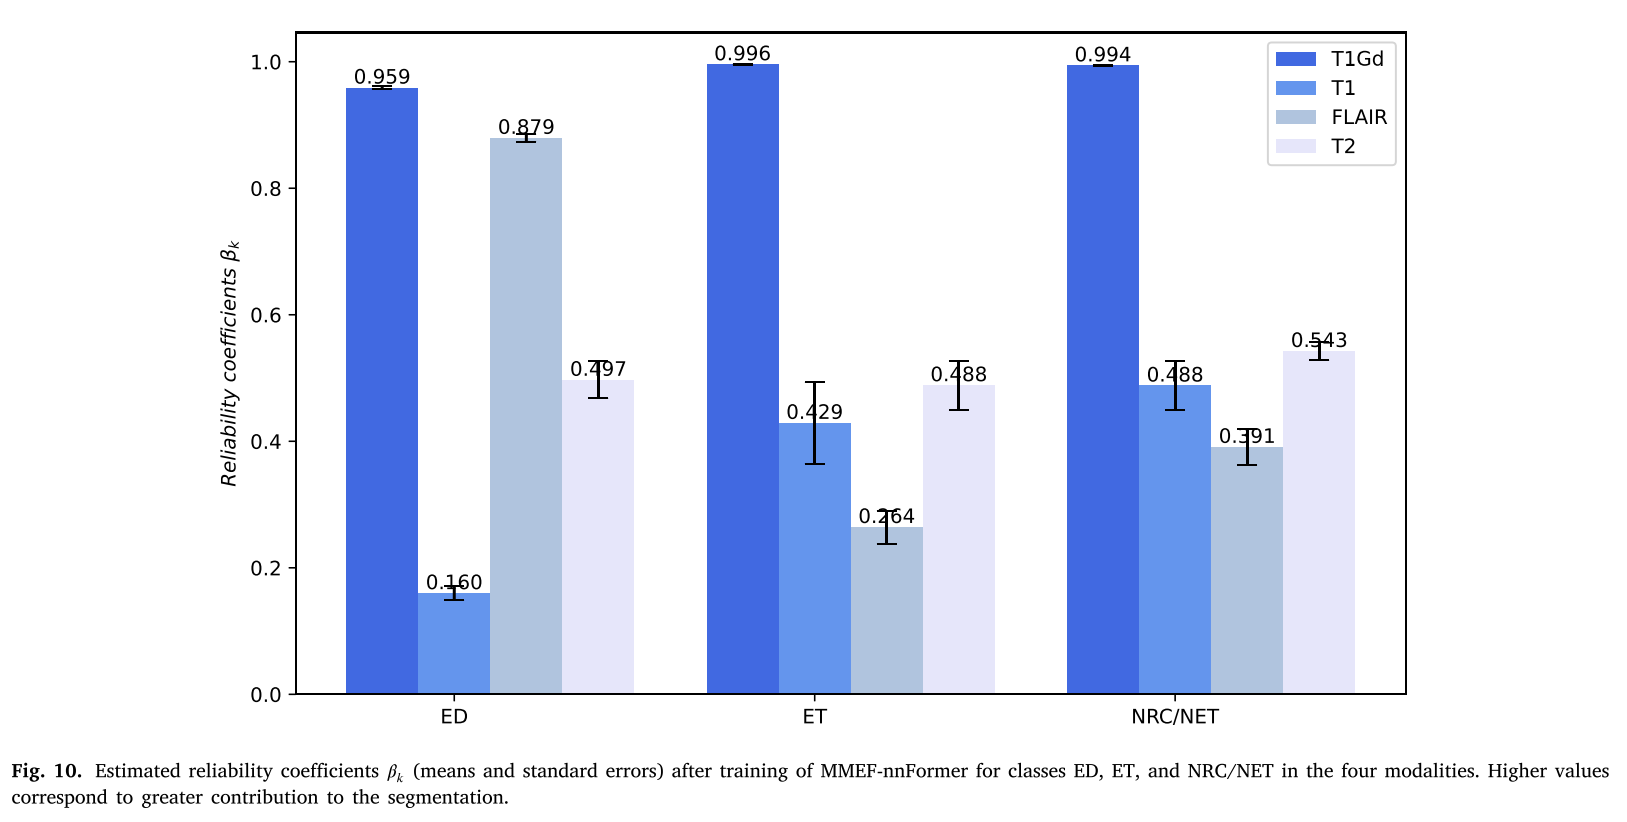 1.0
0.8
0.6
0.4
0.2
0.0
Reliability coefficients βk
0.959
0.160
0.879
0.497
0.996
0.429
0.264
0.488
0.994
0.488
0.391
0.543
T1Gd
T1
FLAIR
T2
ED
ET
NRC/NET
Fig. 10. Estimated reliability coefficients βk (means and standard errors) after training of MMEF-nnFormer for classes ED, ET, and NRC/NET in the four modalities. Higher values
correspond to greater contribution to the segmentation.